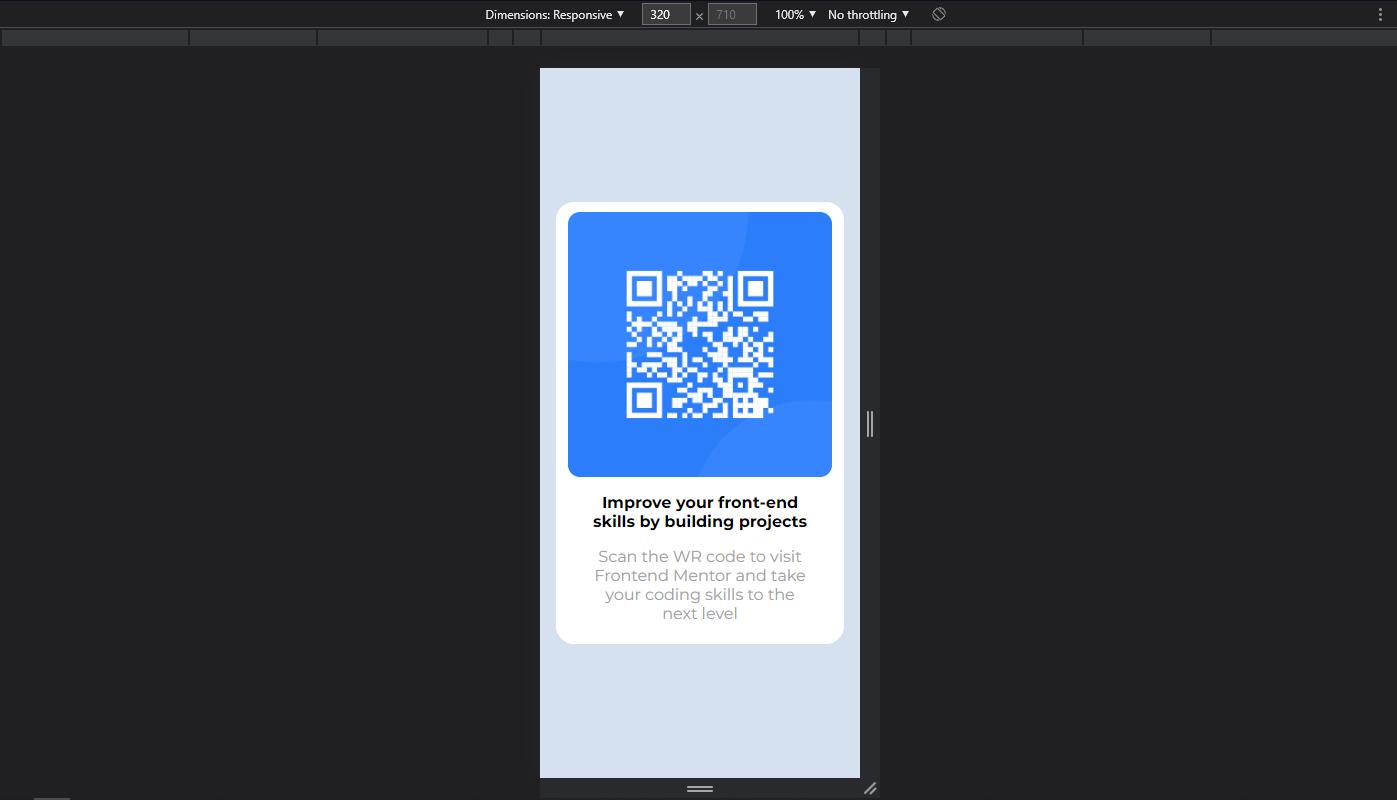 Dimensions: Responsive ▼ 320 × 710 100% ▼ No throttling ▼
Improve your front-end
skills by building projects
Scan the WR code to visit
Frontend Mentor and take
your coding skills to the
next level